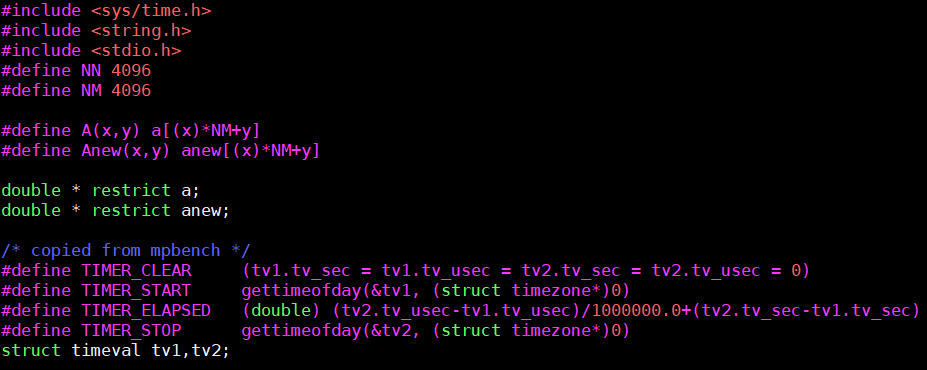 #include <sys/time.h>
#include <string.h>
#include <stdio.h>
#define NN 4096
#define NM 4096
#define A(x,y) a[(x)*NM+y]
#define Anew(x,y) anew[(x)*NM+y]
double * restrict a;
double * restrict anew;
/* copied from mpbench */
#define TIMER_CLEAR     (tv1.tv_sec = tv1.tv_usec = tv2.tv_sec = tv2.tv_usec = 0)
#define TIMER_START     gettimeofday(&tv1, (struct timezone*)0)
#define TIMER_ELAPSED   (double) (tv2.tv_usec-tv1.tv_usec)/1000000.0+(tv2.tv_sec-tv1.tv_sec)
#define TIMER_STOP      gettimeofday(&tv2, (struct timezone*)0)
struct timeval tv1,tv2;